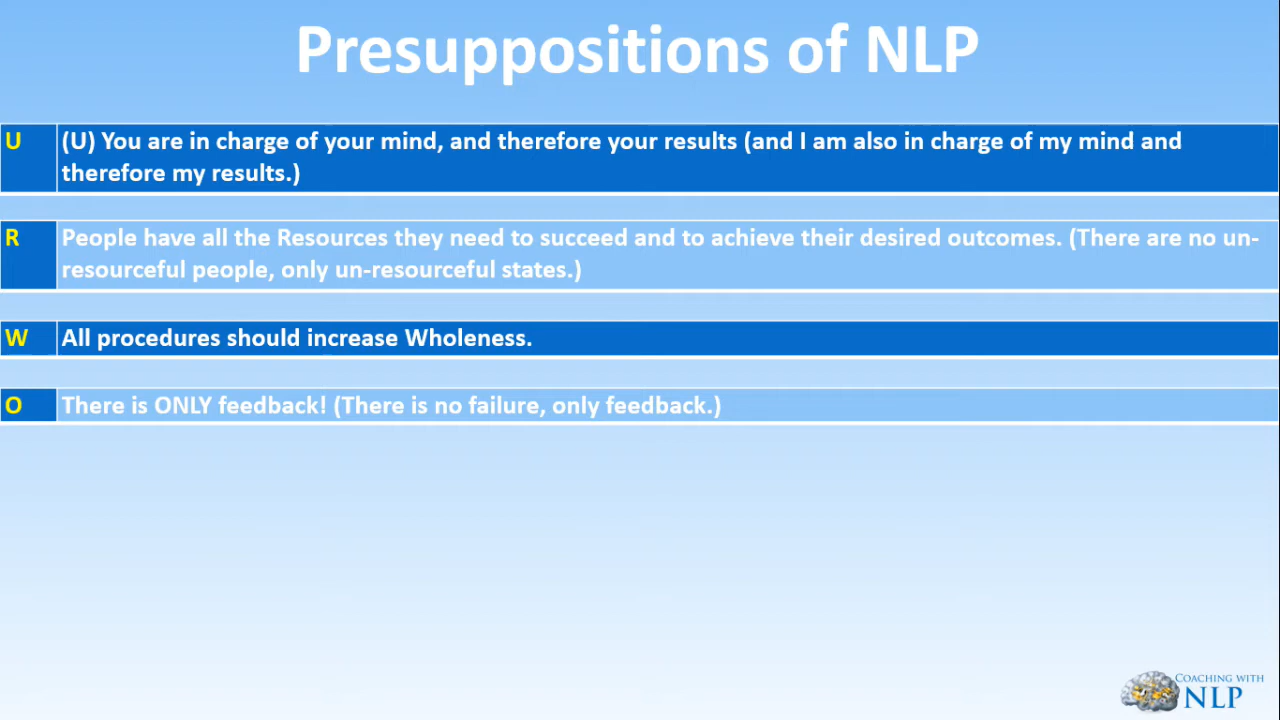 Presuppositions of NLP
U
(U) You are in charge of your mind, and therefore your results (and I am also in charge of my mind and
therefore my results.)
R
People have all the Resources they need to succeed and to achieve their desired outcomes. (There are no un-
resourceful people, only un-resourceful states.)
W
All procedures should increase Wholeness.
O
There is ONLY feedback! (There is no failure, only feedback.)
COACHING WITH
NLP